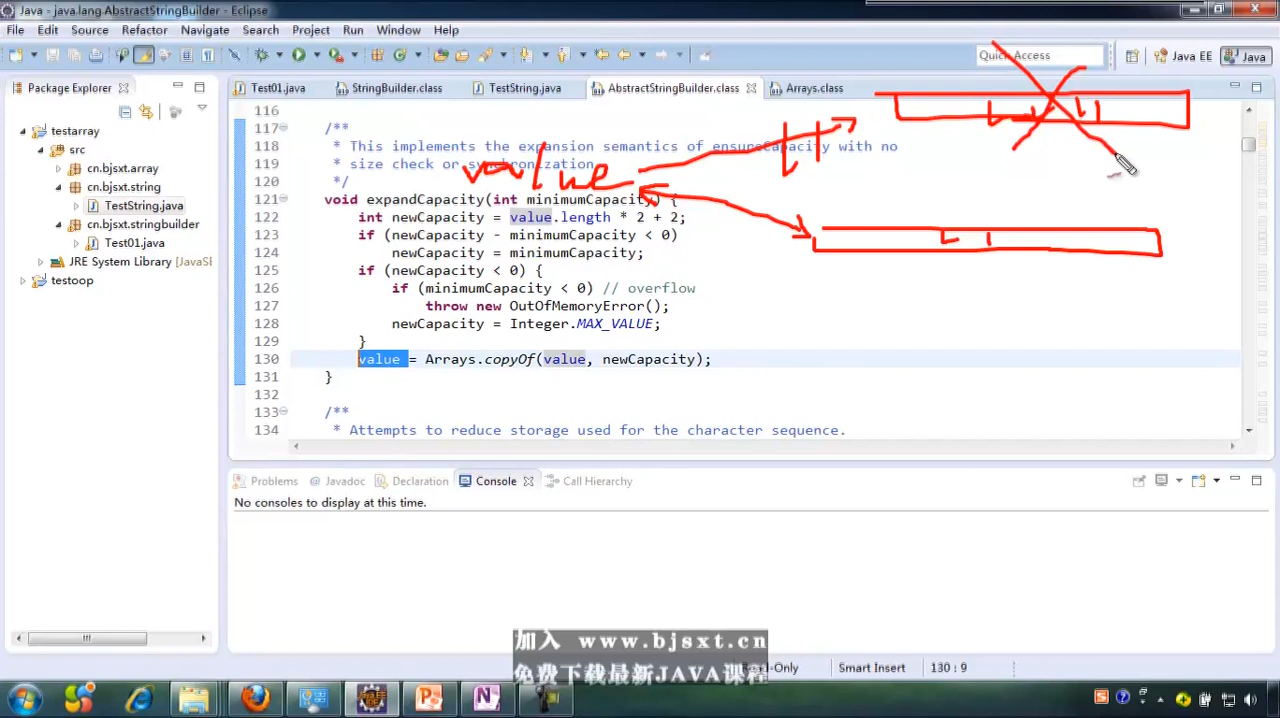 Java - java.lang.AbstractStringBuilder - Eclipse
File Edit Source Refactor Navigate Search Project Run Window Help
Quick Access Java EE Java
Package Explorer
Test01.java StringBuilder.class TestString.java AbstractStringBuilder.class Arrays.class
testarray
src
cn.bjsxt.array
cn.bjsxt.string
TestString.java
cn.bjsxt.stringbuilder
Test01.java
JRE System Library [JavaSE
testoop
116
117 /**
118 * This implements the expansion semantics of ensureCapacity with no
119 * size check or synchronization.
value
120 */
121 void expandCapacity(int minimumCapacity) {
122 int newCapacity = value.length * 2 + 2;
123 if (newCapacity - minimumCapacity < 0)
124 newCapacity = minimumCapacity;
125 if (newCapacity < 0) {
126 if (minimumCapacity < 0) // overflow
127 throw new OutOfMemoryError();
128 newCapacity = Integer.MAX_VALUE;
129 }
130 value = Arrays.copyOf(value, newCapacity);
131 }
132
133 /**
134 * Attempts to reduce storage used for the character sequence.
Problems @ Javadoc Declaration Console Call Hierarchy
No consoles to display at this time.
加入 www.bjsxt.cn
免费下载最新JAVA课程
Smart Insert 130 : 9